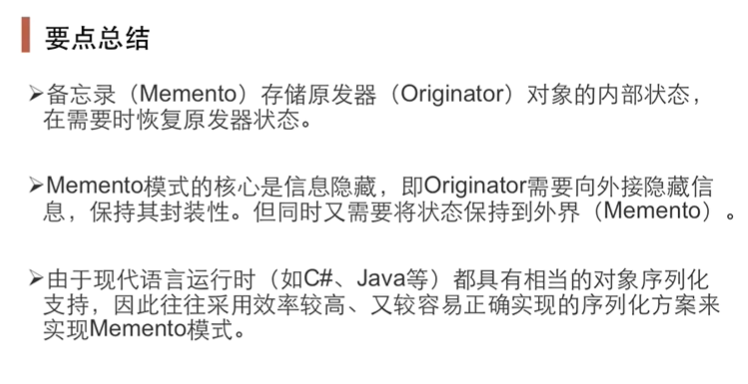 要点总结
➢备忘录（Memento）存储原发器（Originator）对象的内部状态，
在需要时恢复原发器状态。
➢Memento模式的核心是信息隐藏，即Originator需要向外接隐藏信
息，保持其封装性。但同时又需要将状态保持到外界（Memento）。
➢由于现代语言运行时（如C#、Java等）都具有相当的对象序列化
支持，因此往往采用效率较高、又较容易正确实现的序列化方案来
实现Memento模式。